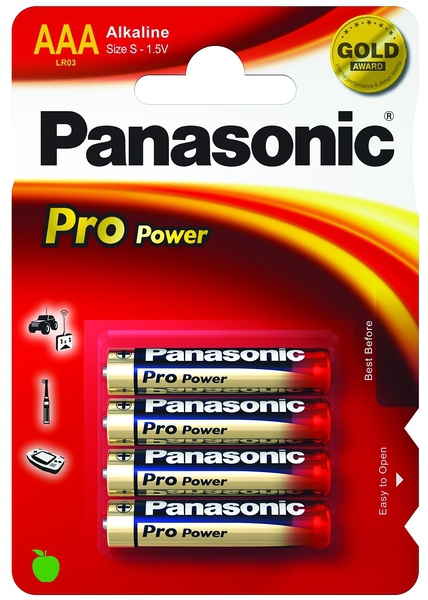 AAA
Alkaline
Size S - 1.5V
LR03
GOLD
AWARD
Panasonic®
Pro Power
Best Before
Easy to Open
Panasonic
Pro Power
Panasonic
Pro Power
Panasonic
Pro Power
Panasonic
Pro Power